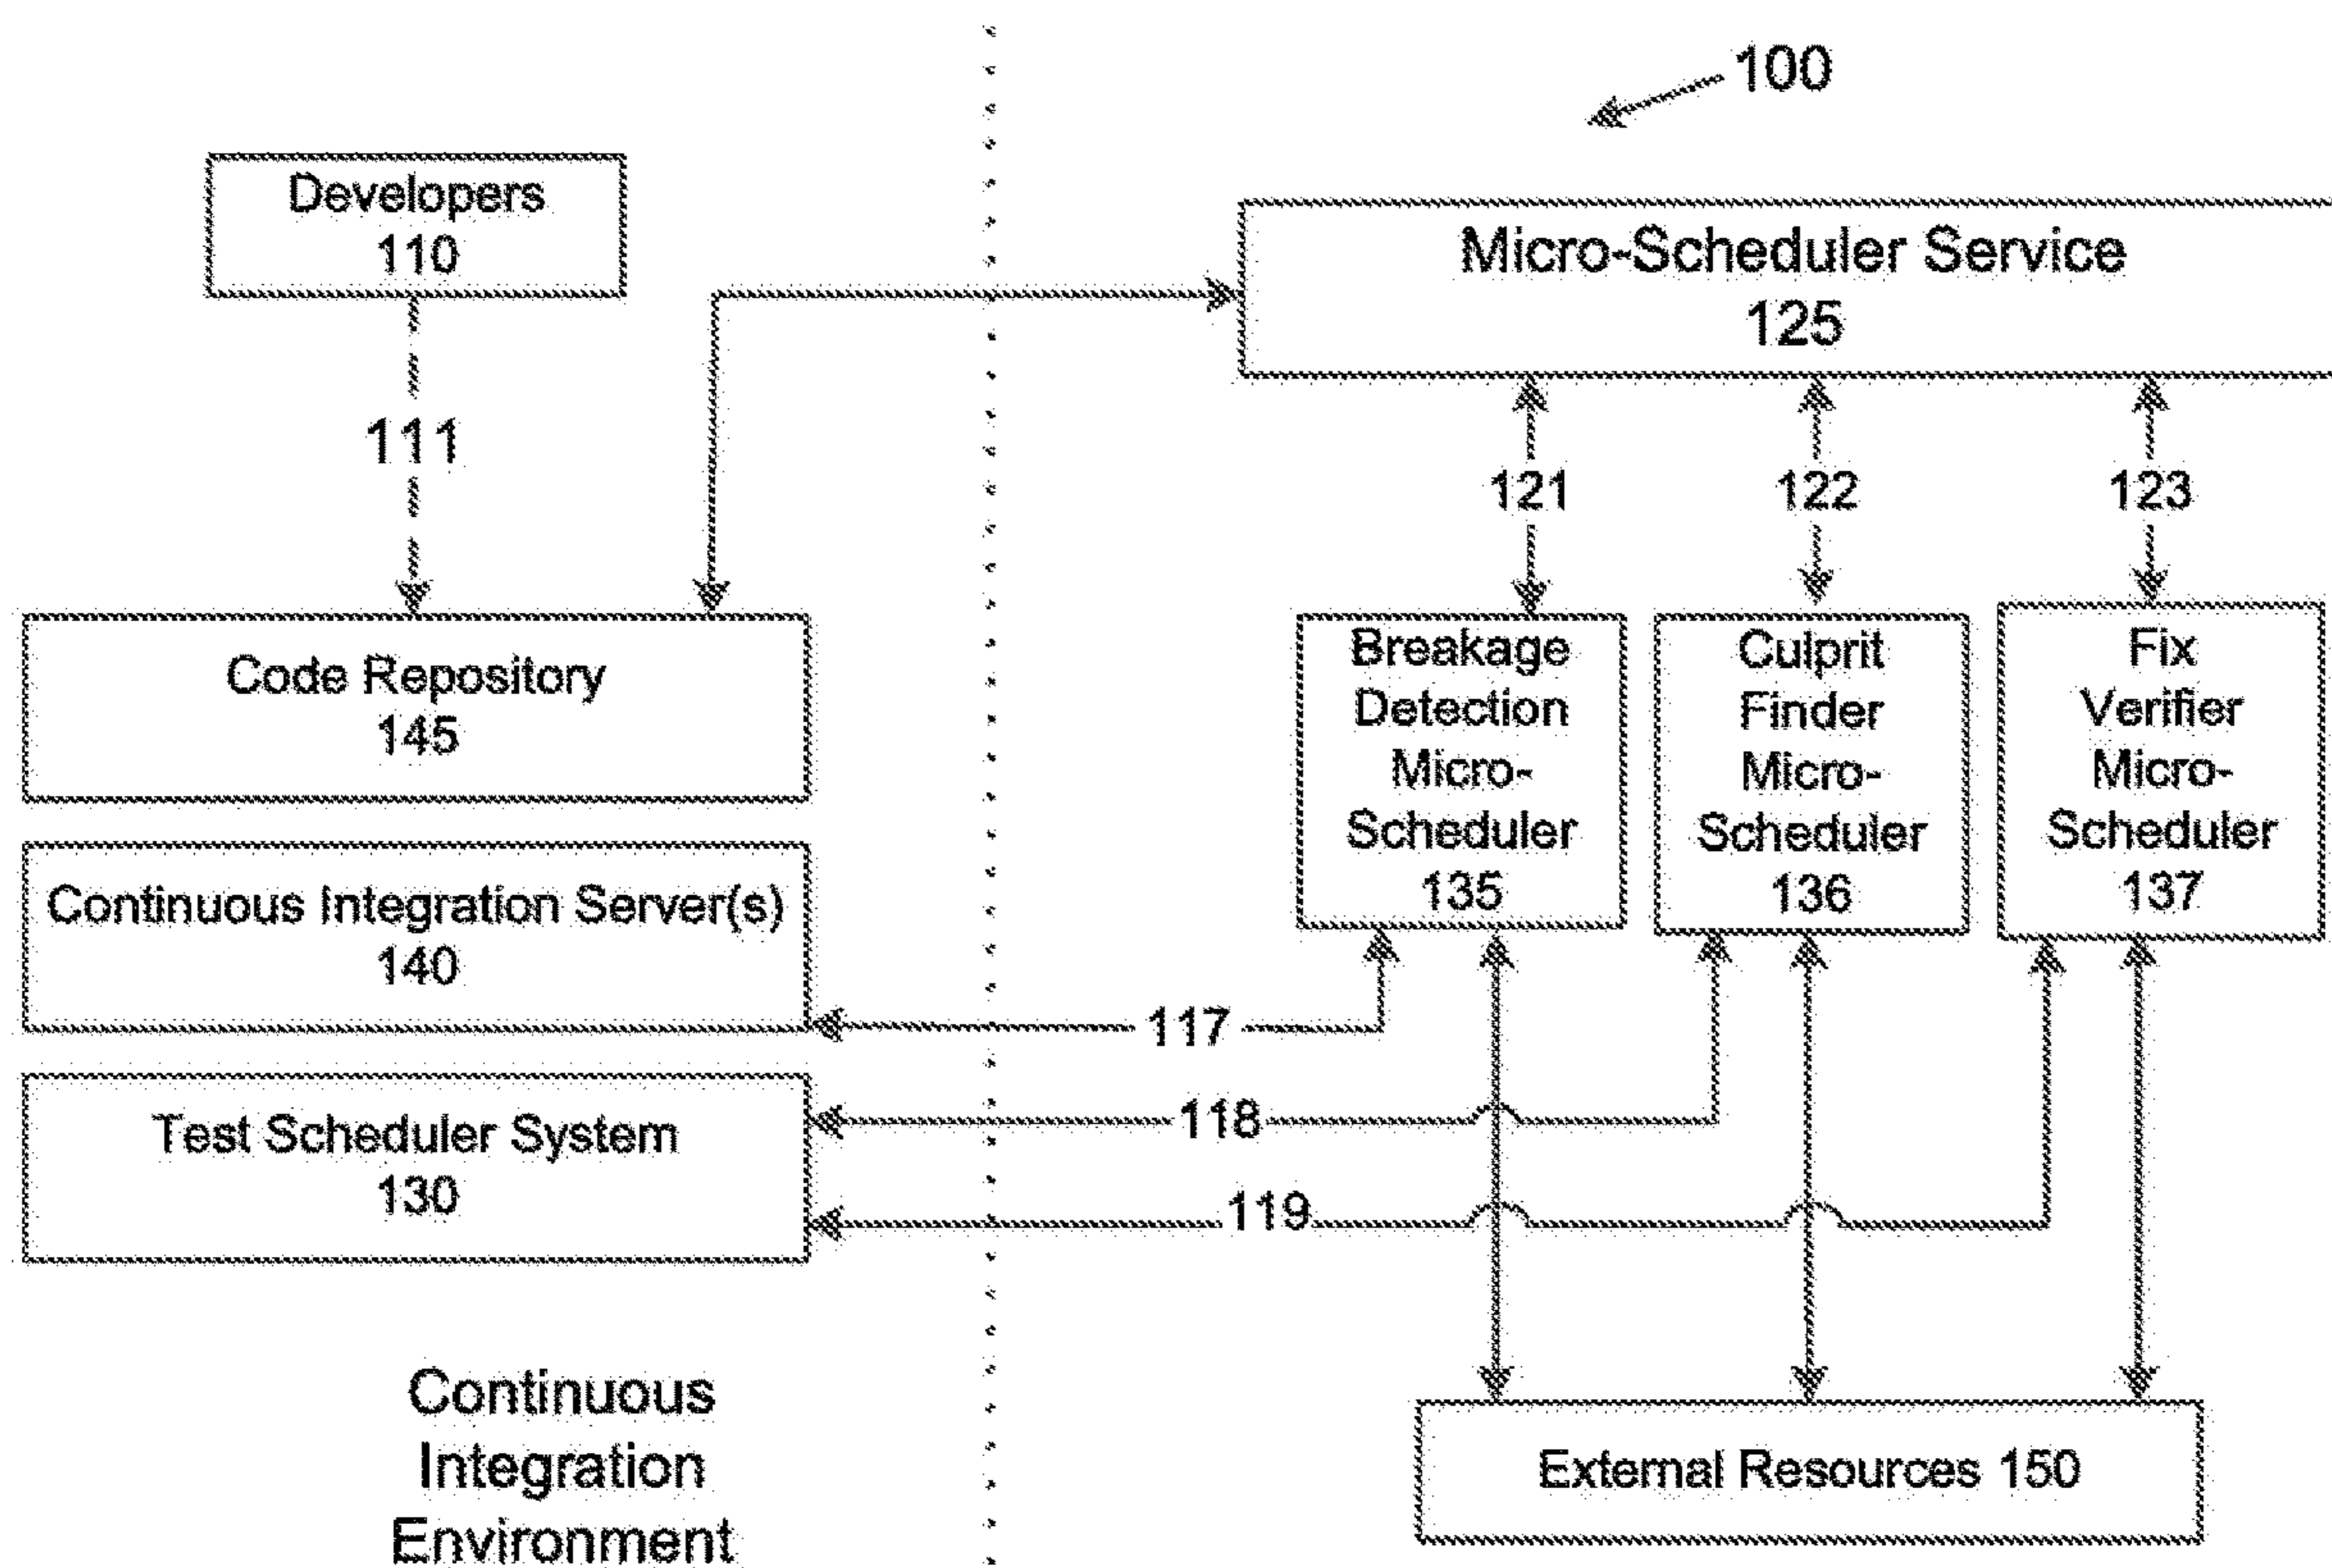 100
Developers
110
Micro-Scheduler Service
125
111
121
122
123
Code Repository
145
Breakage
Detection
Micro-
Scheduler
135
Culprit
Finder
Micro-
Scheduler
136
Fix
Verifier
Micro-
Scheduler
137
Continuous Integration Server(s)
140
117
Test Scheduler System
130
118
119
Continuous
Integration
Environment
External Resources 150